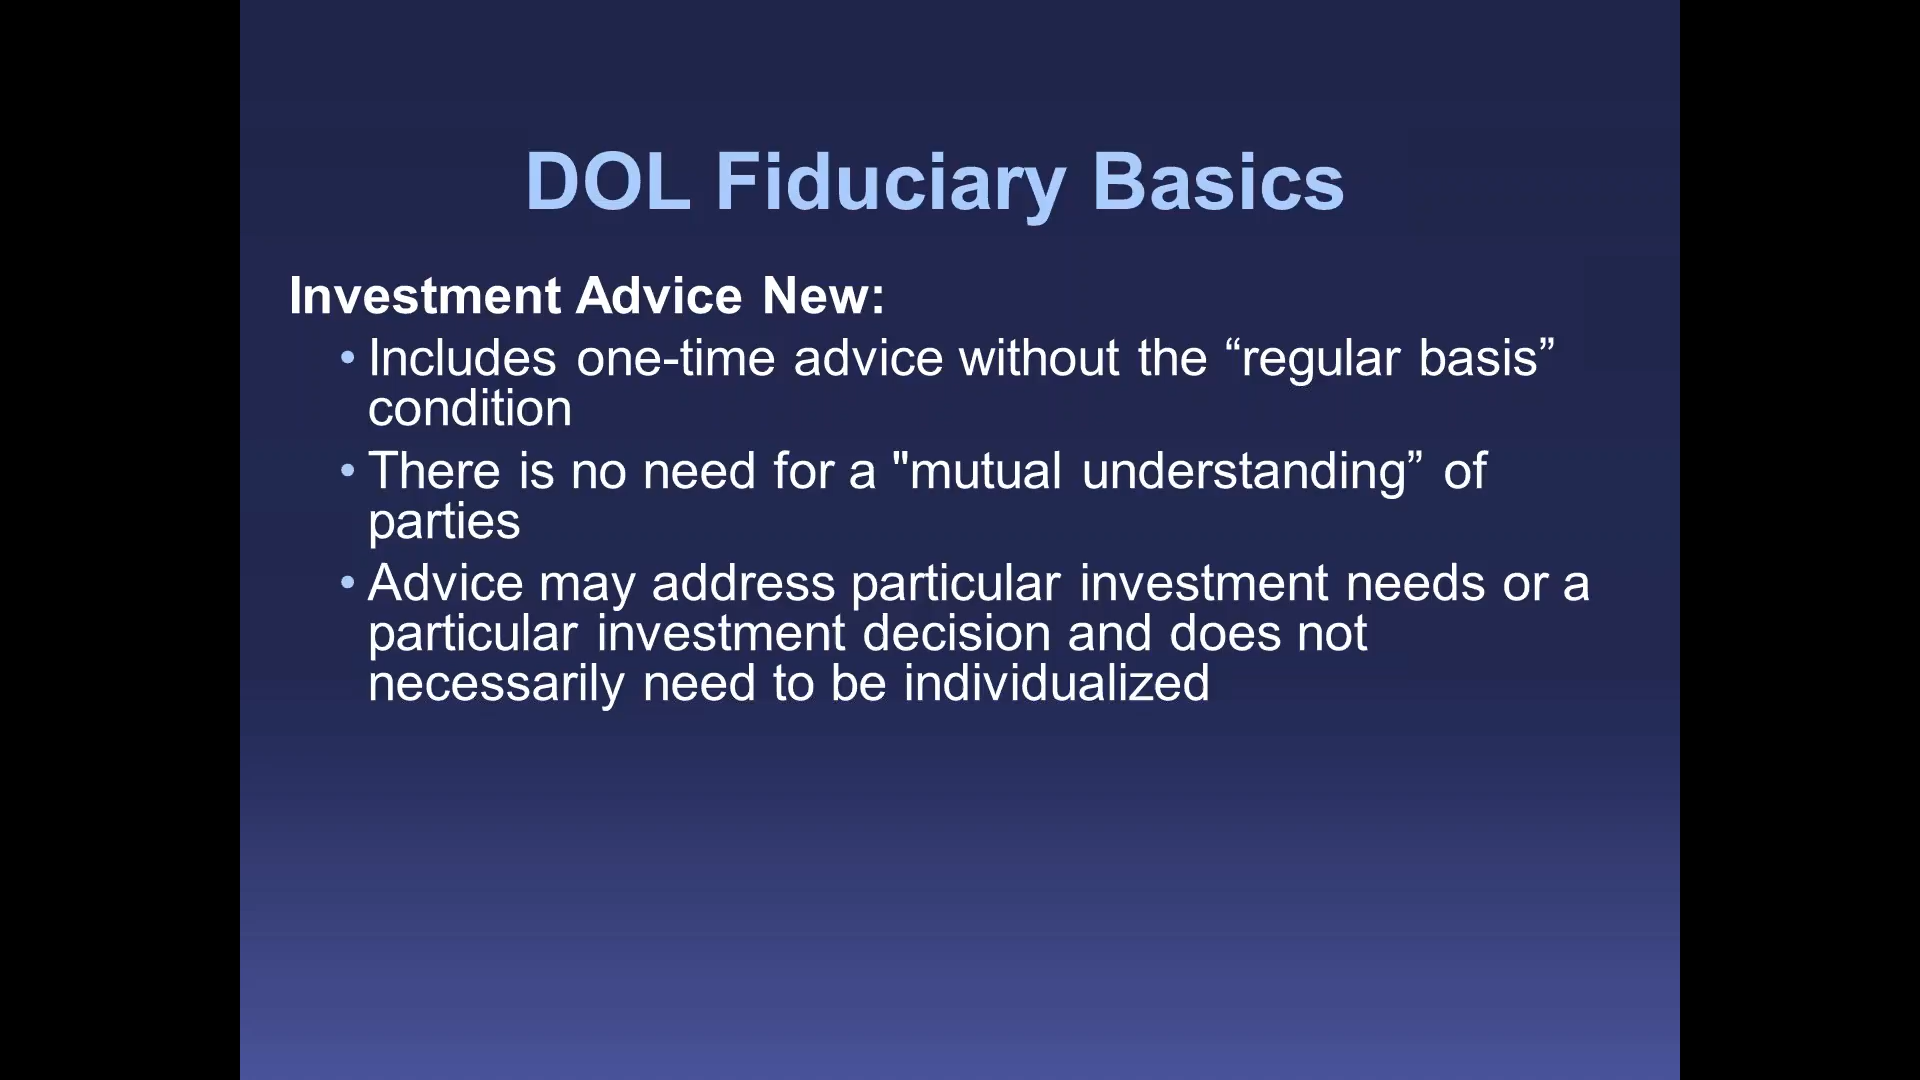 DOL Fiduciary Basics
Investment Advice New:
• Includes one-time advice without the “regular basis”
condition
• There is no need for a "mutual understanding” of
parties
• Advice may address particular investment needs or a
particular investment decision and does not
necessarily need to be individualized